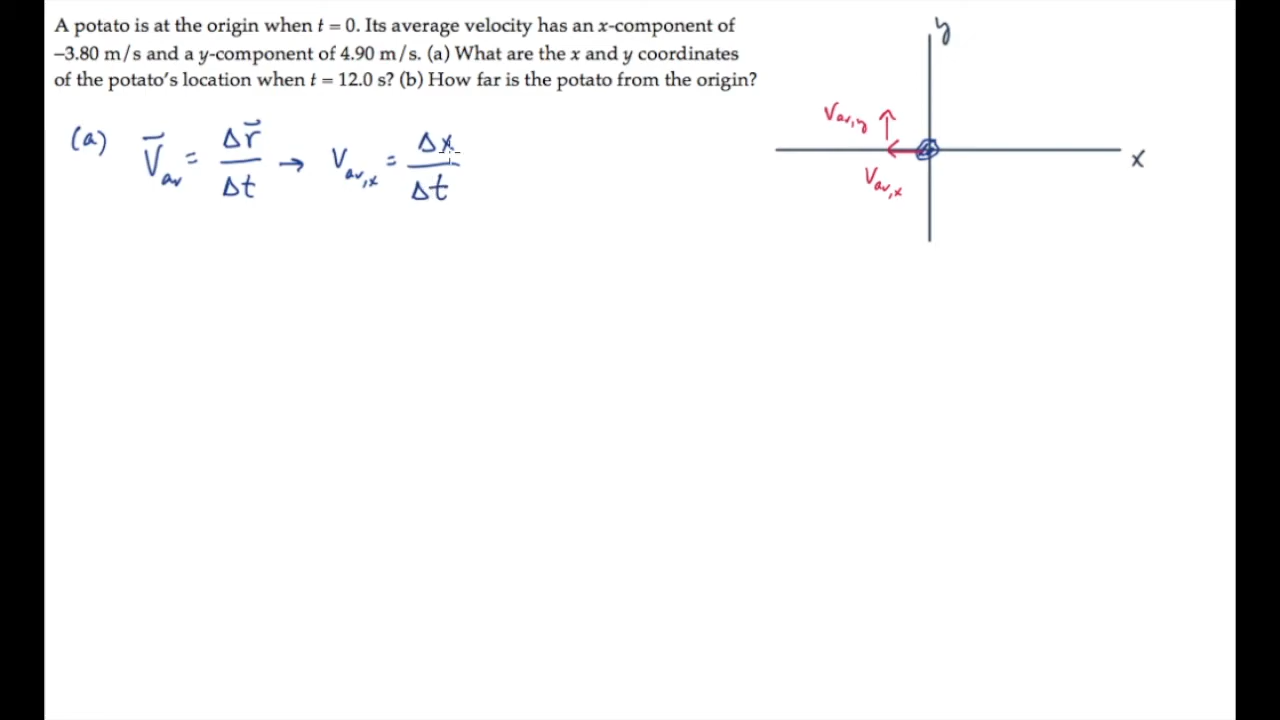 A potato is at the origin when t = 0. Its average velocity has an x-component of
–3.80 m/s and a y-component of 4.90 m/s. (a) What are the x and y coordinates
of the potato's location when t = 12.0 s? (b) How far is the potato from the origin?
(a) V⃗av = Δr⃗/Δt → Vav,x = Δx/Δt
y
Vav,y
x
Vav,x